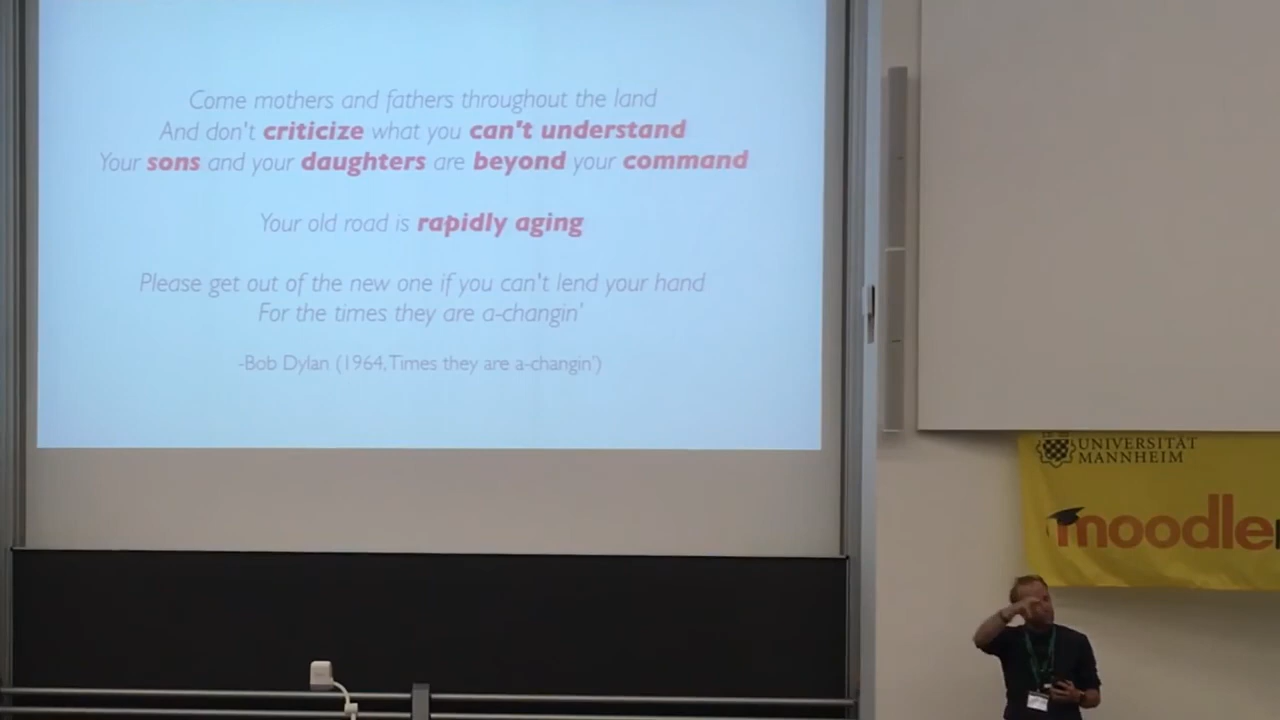 Come mothers and fathers throughout the land
And don't criticize what you can't understand
Your sons and your daughters are beyond your command
Your old road is rapidly aging
Please get out of the new one if you can't lend your hand
For the times they are a-changin'
-Bob Dylan (1964, Times they are a-changin')
UNIVERSITÄT
MANNHEIM
moodle